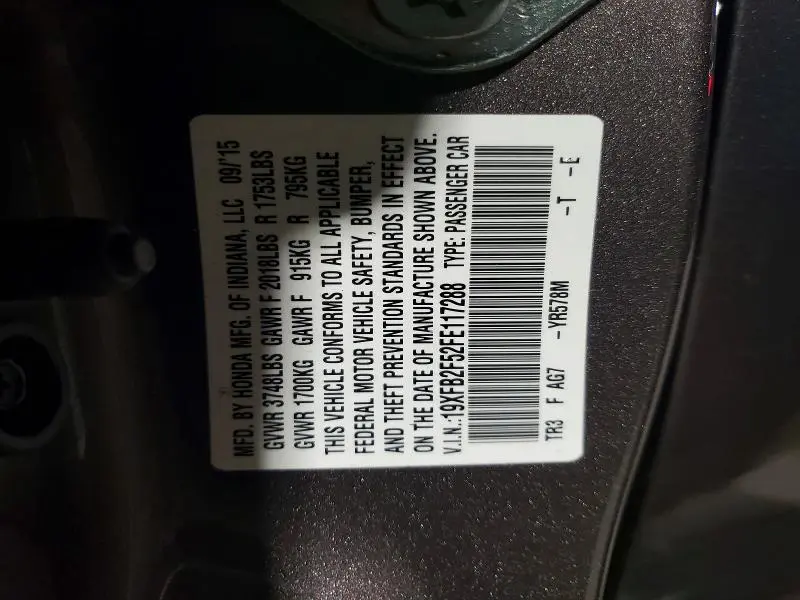 MFD. BY HONDA MFG. OF INDIANA, LLC 09/'15
GVWR 3748LBS GAWR F 2018LBS R 1753LBS
GVWR 1700KG GAWR F 915KG R 795KG
THIS VEHICLE CONFORMS TO ALL APPLICABLE
FEDERAL MOTOR VEHICLE SAFETY, BUMPER,
AND THEFT PREVENTION STANDARDS IN EFFECT
ON THE DATE OF MANUFACTURE SHOWN ABOVE.
V.I.N.:19XFB2F52FE117288 TYPE: PASSENGER CAR
TR3 F AG7 -YR578M -T -E